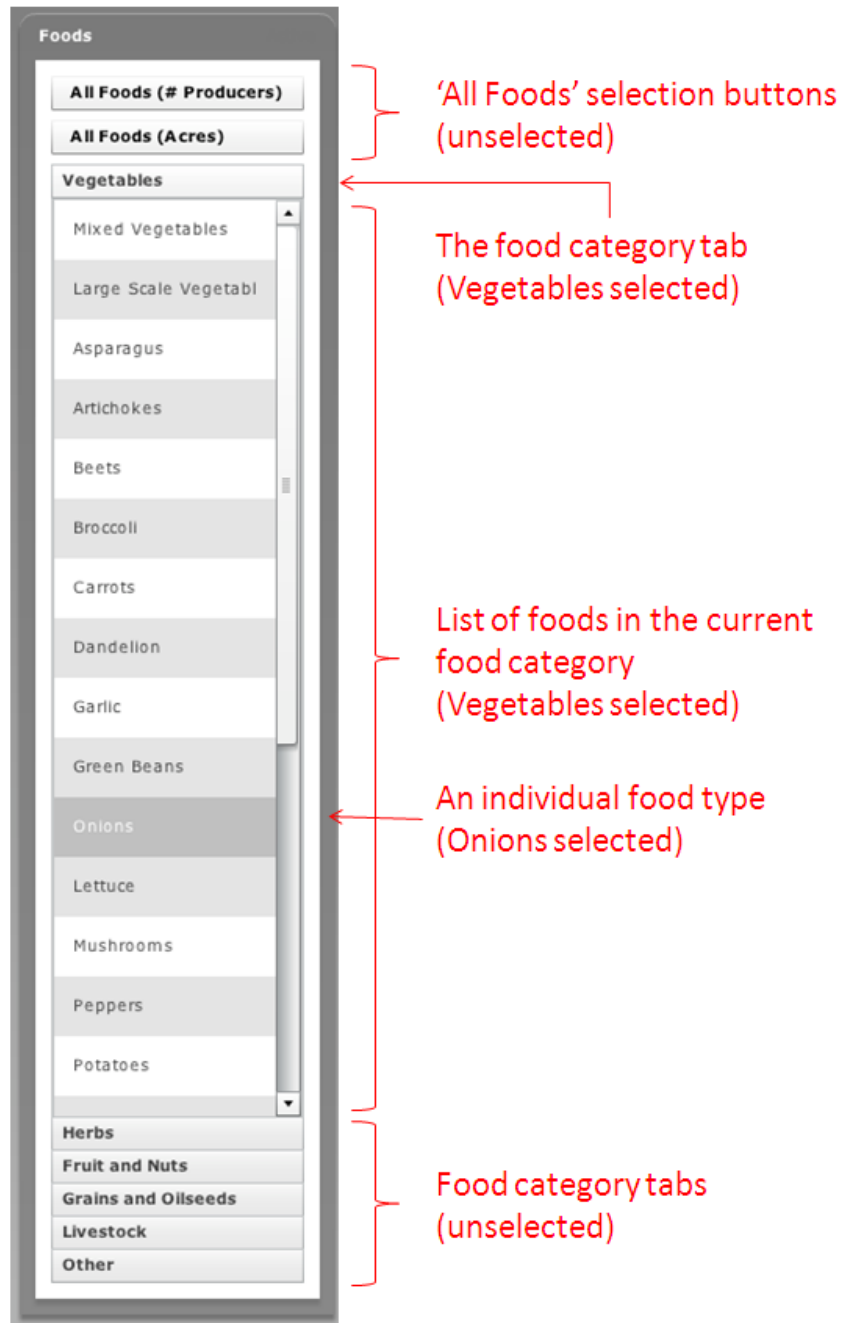 Foods
All Foods (# Producers)
All Foods (Acres)
‘All Foods’ selection buttons
(unselected)
Vegetables
The food category tab
(Vegetables selected)
Mixed Vegetables
Large Scale Vegetabl
Asparagus
Artichokes
Beets
Broccoli
Carrots
Dandelion
Garlic
Green Beans
Onions
Lettuce
Mushrooms
Peppers
Potatoes
List of foods in the current
food category
(Vegetables selected)
An individual food type
(Onions selected)
Herbs
Fruit and Nuts
Grains and Oilseeds
Livestock
Other
Food category tabs
(unselected)